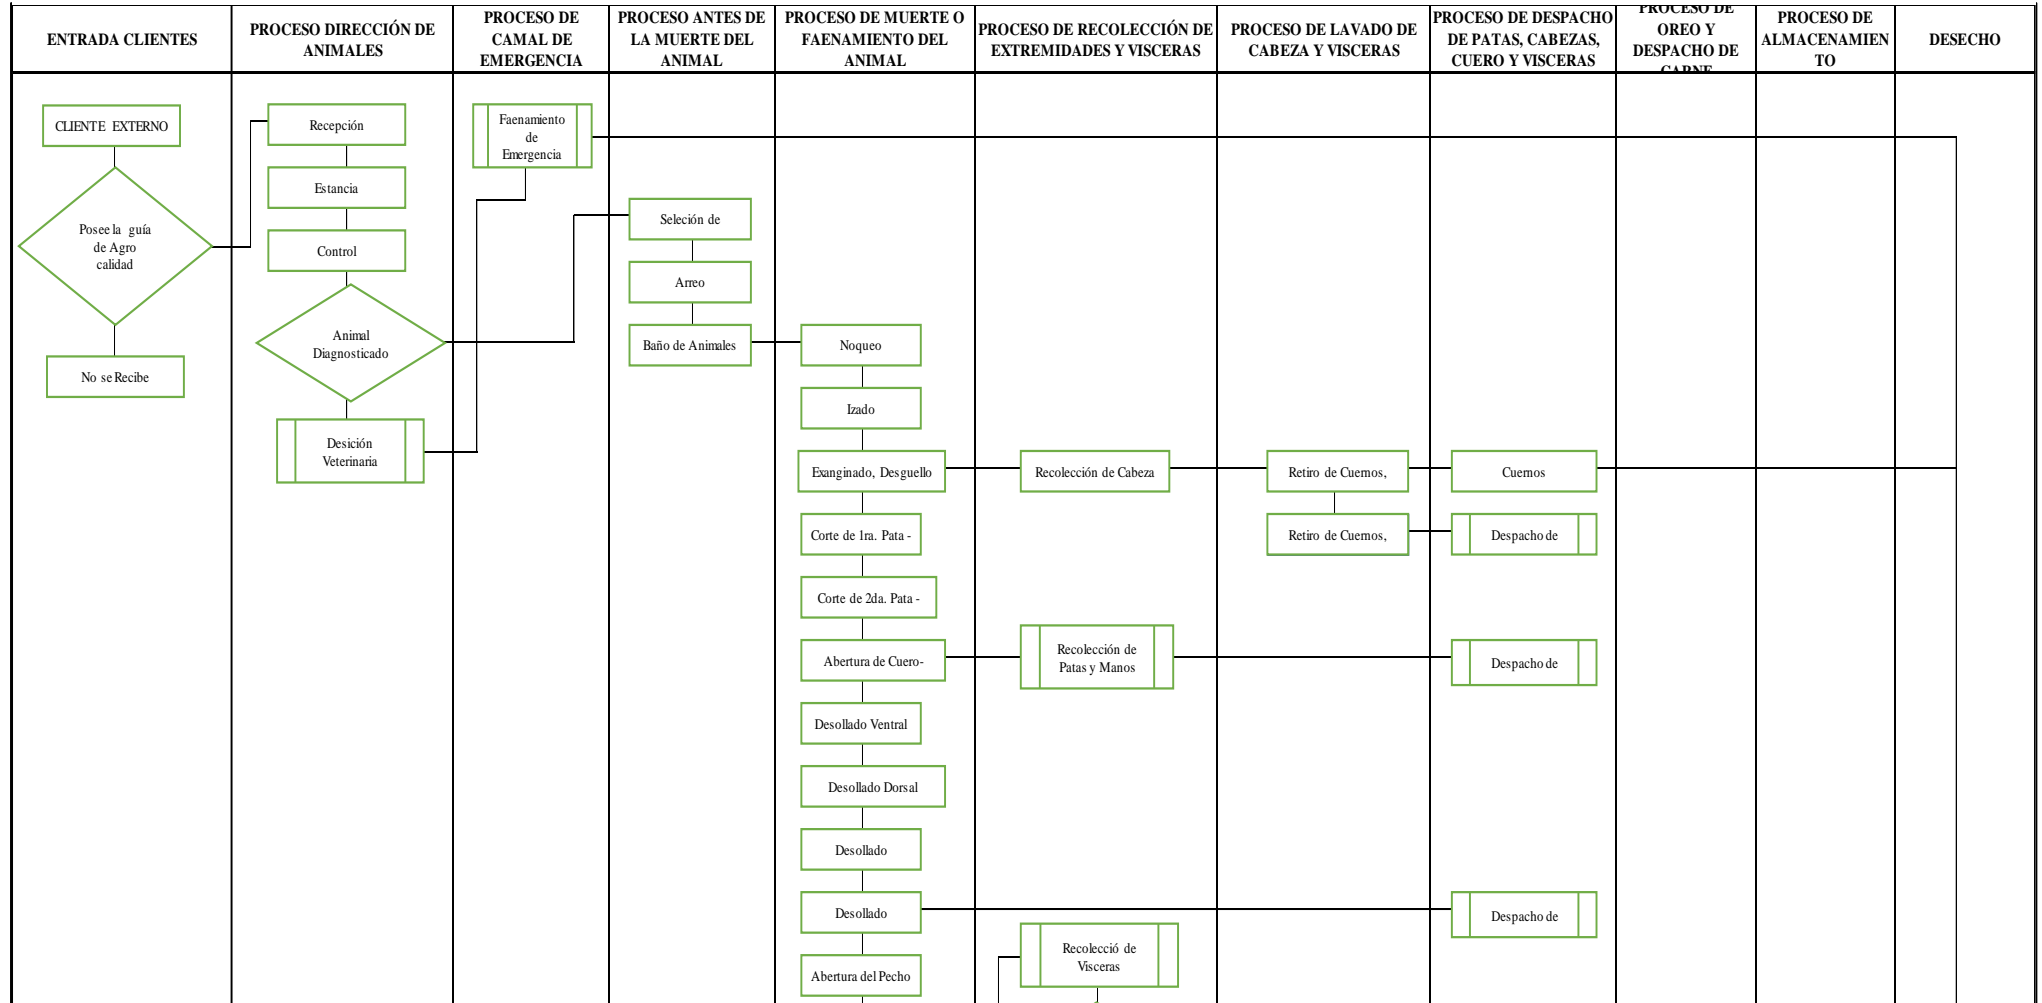 ENTRADA CLIENTES
PROCESO DIRECCIÓN DE
ANIMALES
PROCESO DE
CAMAL DE
EMERGENCIA
PROCESO ANTES DE
LA MUERTE DEL
ANIMAL
PROCESO DE MUERTE O
FAENAMIENTO DEL
ANIMAL
PROCESO DE RECOLECCIÓN DE
EXTREMIDADES Y VISCERAS
PROCESO DE LAVADO DE
CABEZA Y VISCERAS
PROCESO DE DESPACHO
DE PATAS, CABEZAS,
CUERO Y VISCERAS
PROCESO DE
OREO Y
DESPACHO DE
CARNE
PROCESO DE
ALMACENAMIEN
TO
DESECHO
CLIENTE EXTERNO
Posee la guía
de Agro
calidad
No se Recibe
Recepción
Estancia
Control
Animal
Diagnosticado
Desición
Veterinaria
Faenamiento
de
Emergencia
Seleción de
Arreo
Baño de Animales
Noqueo
Izado
Exanginado, Desguello
Corte de 1ra. Pata -
Corte de 2da. Pata -
Abertura de Cuero-
Desollado Ventral
Desollado Dorsal
Desollado
Desollado
Abertura del Pecho
Recolección de Cabeza
Recolección de
Patas y Manos
Recolecció de
Visceras
Retiro de Cuernos,
Retiro de Cuernos,
Cuernos
Despacho de
Despacho de
Despacho de